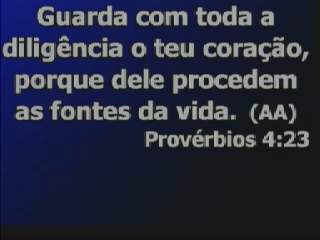 Guarda com toda a
diligência o teu coração,
porque dele procedem
as fontes da vida. (AA)
Provérbios 4:23